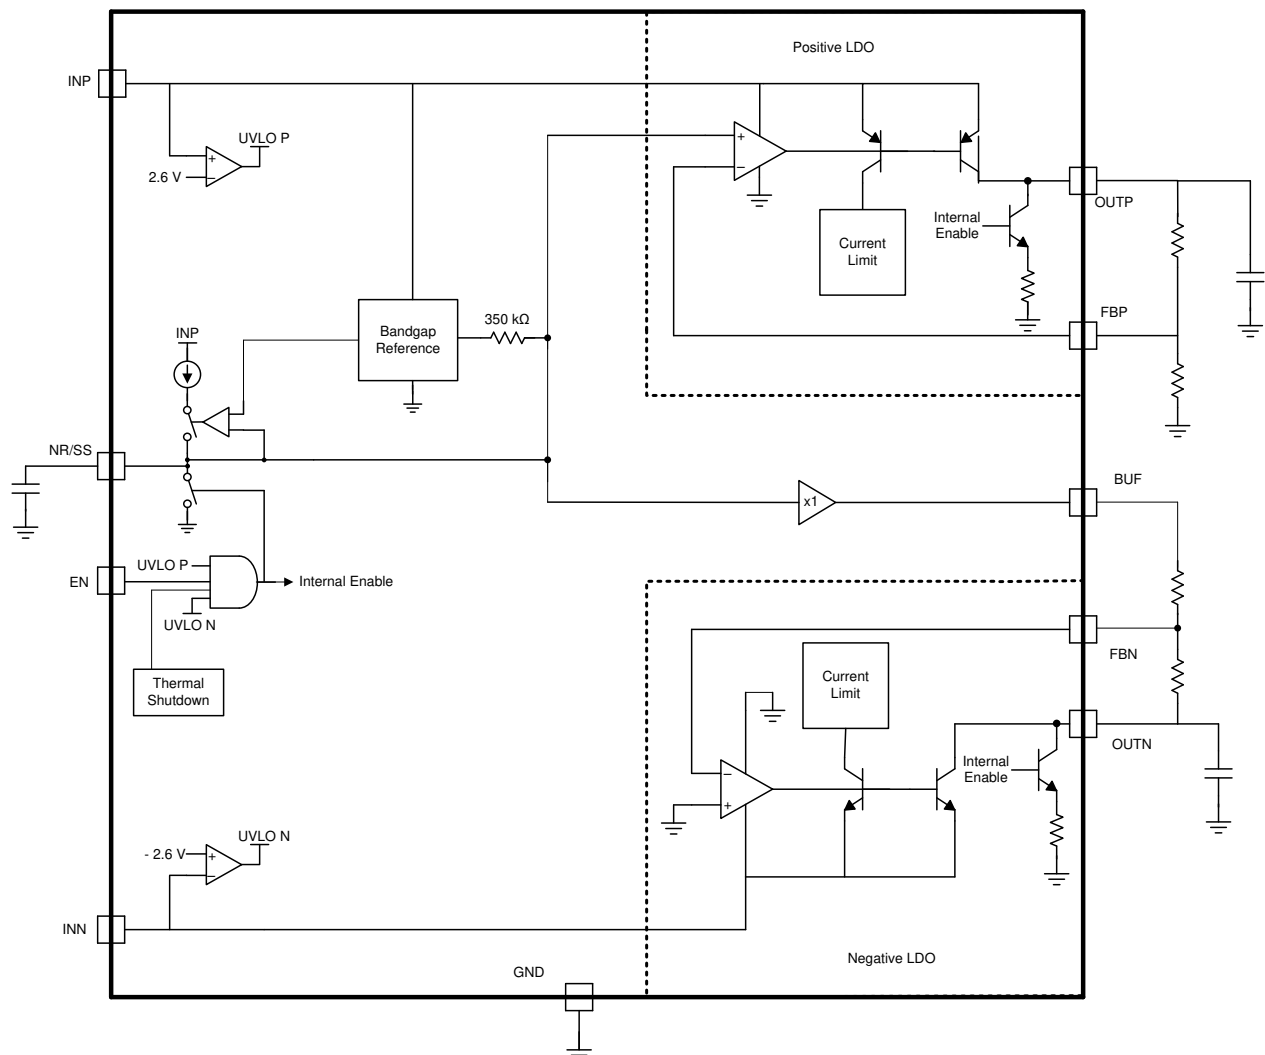 Positive LDO
INP
UVLO P
+
2.6 V
−
+
−
OUTP
Internal
Enable
Current
Limit
FBP
350 kΩ
Bandgap
Reference
INP
NR/SS
BUF
x1
UVLO P
EN
Internal Enable
UVLO N
FBN
Thermal
Shutdown
Current
Limit
OUTN
Internal
Enable
−
+
UVLO N
- 2.6 V
+
−
INN
Negative LDO
GND